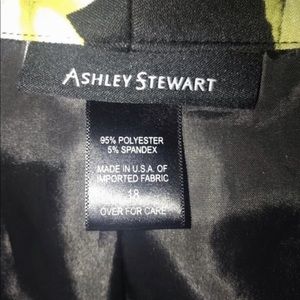 ASHLEY STEWART
95% POLYESTER
5% SPANDEX
MADE IN U.S.A. OF
IMPORTED FABRIC
18
OVER FOR CARE